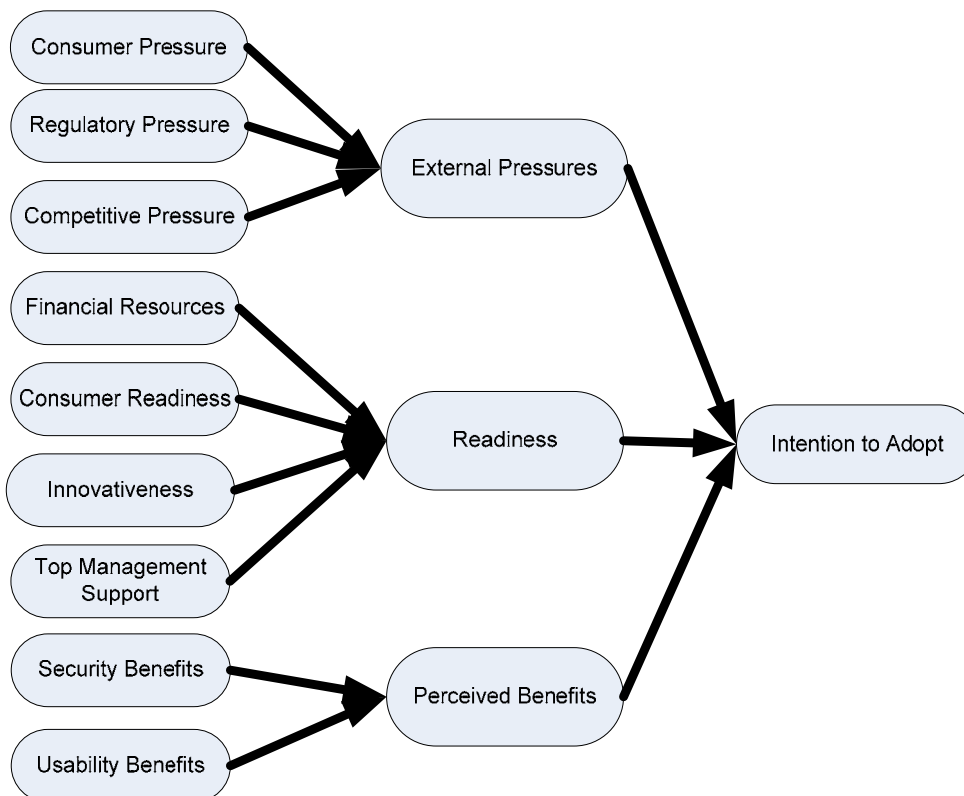 Consumer Pressure
Regulatory Pressure
External Pressures
Competitive Pressure
Financial Resources
Consumer Readiness
Readiness
Intention to Adopt
Innovativeness
Top Management
Support
Security Benefits
Perceived Benefits
Usability Benefits